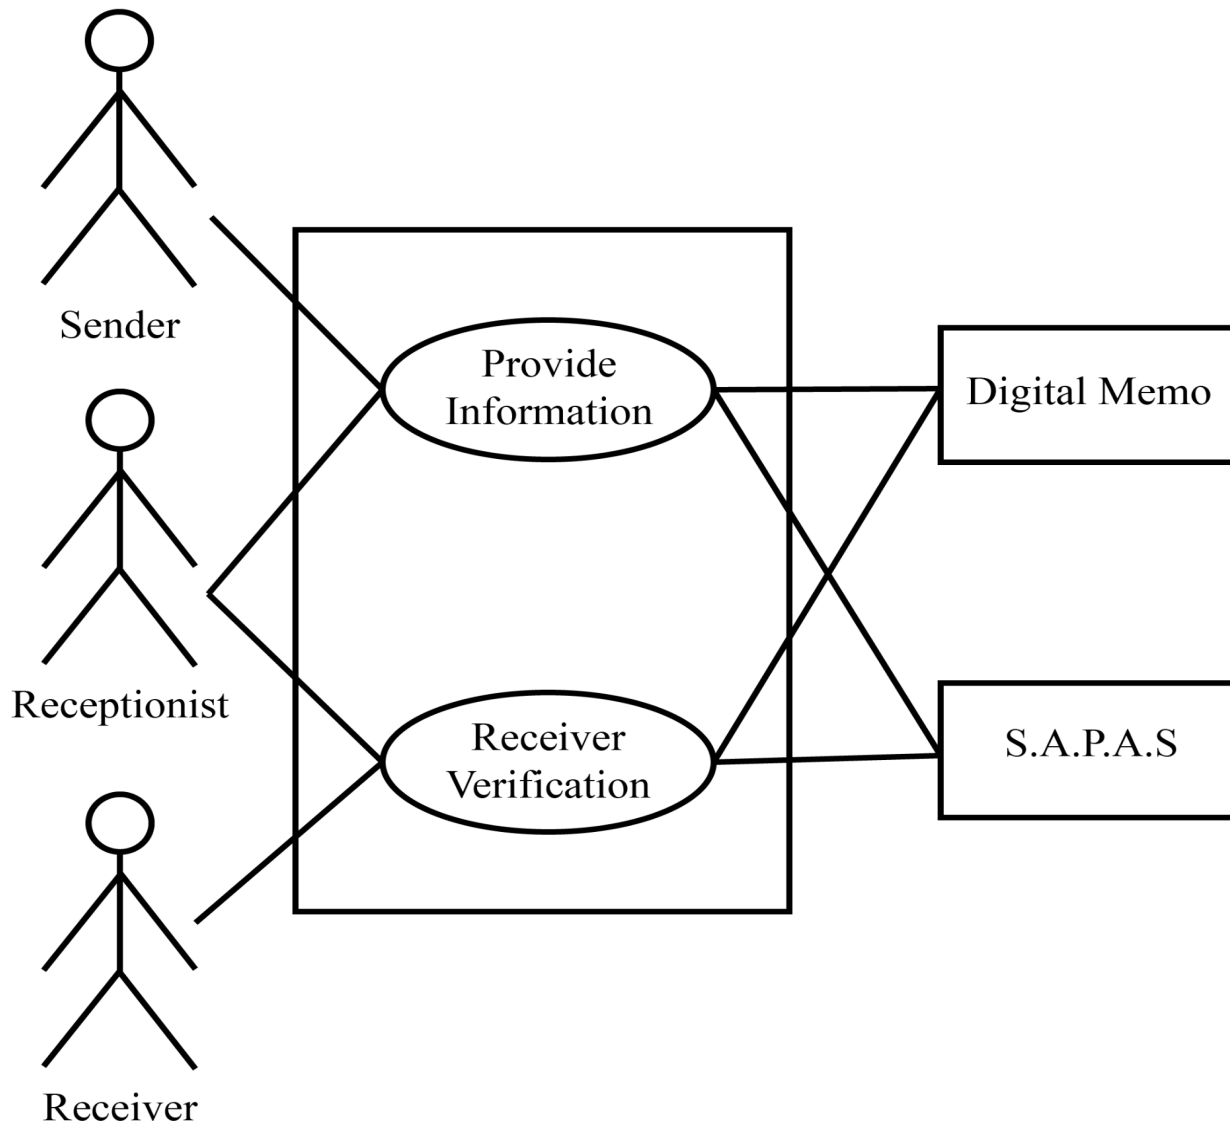 Sender
Provide
Information
Digital Memo
Receptionist
Receiver
Verification
S.A.P.A.S
Receiver